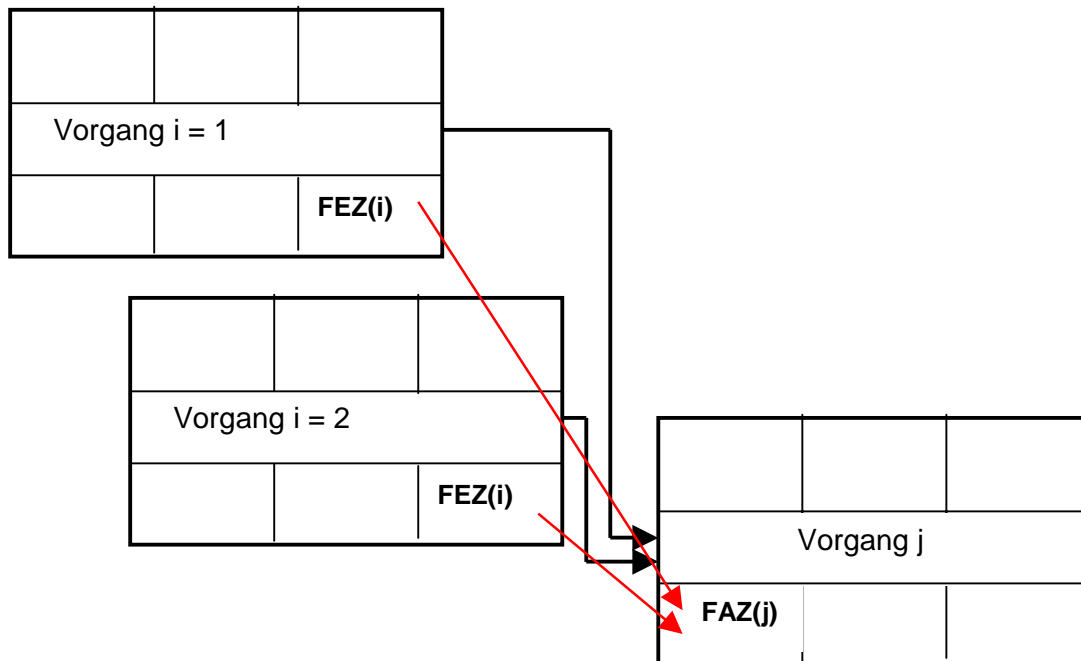 Vorgang i = 1
FEZ(i)
Vorgang i = 2
FEZ(i)
Vorgang j
FAZ(j)